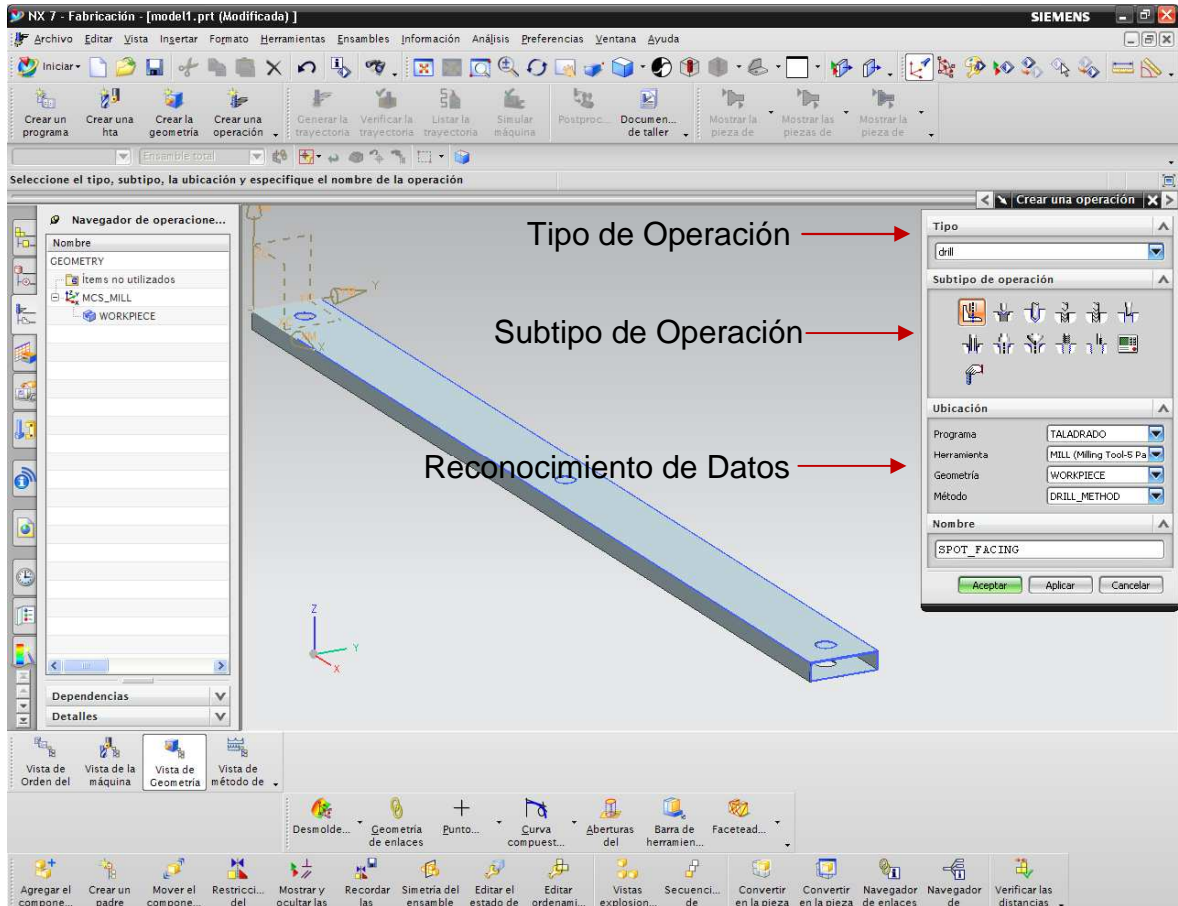 NX 7 - Fabricación - [model1.prt (Modificada) ]
SIEMENS
Archivo Editar Vista Insertar Formato Herramientas Ensambles Información Análisis Preferencias Ventana Ayuda
Iniciar
Crear un programa
Crear una hta
Crear la geometría
Crear una operación
Generar la trayectoria
Verificar la trayectoria
Listar la trayectoria
Simular máquina
Postproc...
Documen... de taller
Mostrar la pieza de
Mostrar las piezas de
Mostrar la pieza de
Ensamble total
Seleccione el tipo, subtipo, la ubicación y especifique el nombre de la operación
Navegador de operacione...
Nombre
GEOMETRY
Ítems no utilizados
MCS_MILL
WORKPIECE
Dependencias
Detalles
Y
X
Z
Y
X
Tipo de Operación
Subtipo de Operación
Reconocimiento de Datos
Crear una operación
Tipo
drill
Subtipo de operación
Ubicación
Programa TALADRADO
Herramienta MILL (Milling Tool-5 Pa
Geometría WORKPIECE
Método DRILL_METHOD
Nombre
SPOT_FACING
Aceptar Aplicar Cancelar
Vista de Orden del
Vista de la máquina
Vista de Geometría
Vista de método de
Desmolde...
Geometría de enlaces
Punto...
Curva compuest...
Aberturas del
Barra de herramien...
Facetead...
Agregar el compone...
Crear un padre
Mover el compone...
Restricci... del
Mostrar y ocultar las
Recordar las
Simetría del ensamble
Editar el estado de
Editar ordenami...
Vistas explosion...
Secuenci... de
Convertir en la pieza
Convertir en la pieza
Navegador de enlaces
Navegador de
Verificar las distancias